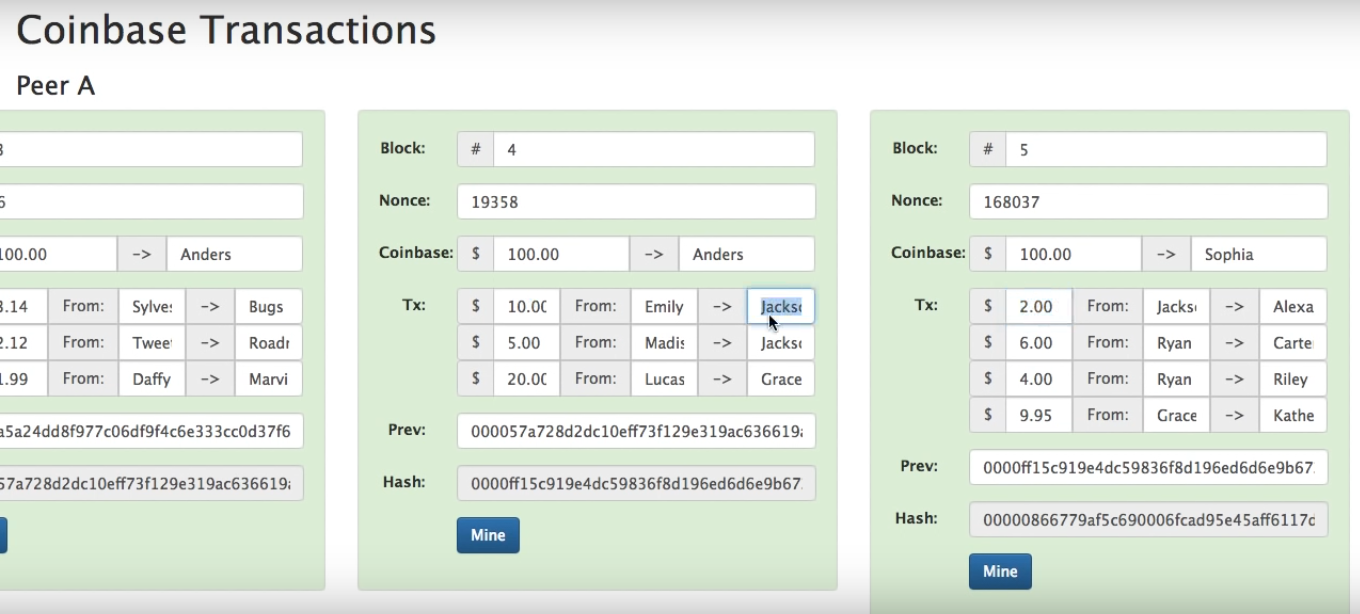 Coinbase Transactions
Peer A
3
6
100.00 -> Anders
3.14 From: Sylves -> Bugs
2.12 From: Twee -> Roadr
1.99 From: Daffy -> Marvi
a5a24dd8f977c06df9f4c6e333cc0d37f6
57a728d2dc10eff73f129e319ac636619a
Block: # 4
Nonce: 19358
Coinbase: $ 100.00 -> Anders
Tx: $ 10.00 From: Emily -> Jackso
$ 5.00 From: Madis -> Jackso
$ 20.00 From: Lucas -> Grace
Prev: 000057a728d2dc10eff73f129e319ac636619a
Hash: 0000ff15c919e4dc59836f8d196ed6d6e9b67
Mine
Block: # 5
Nonce: 168037
Coinbase: $ 100.00 -> Sophia
Tx: $ 2.00 From: Jackso -> Alexa
$ 6.00 From: Ryan -> Carte
$ 4.00 From: Ryan -> Riley
$ 9.95 From: Grace -> Kathe
Prev: 0000ff15c919e4dc59836f8d196ed6d6e9b67
Hash: 00000866779af5c690006fcad95e45aff6117d
Mine